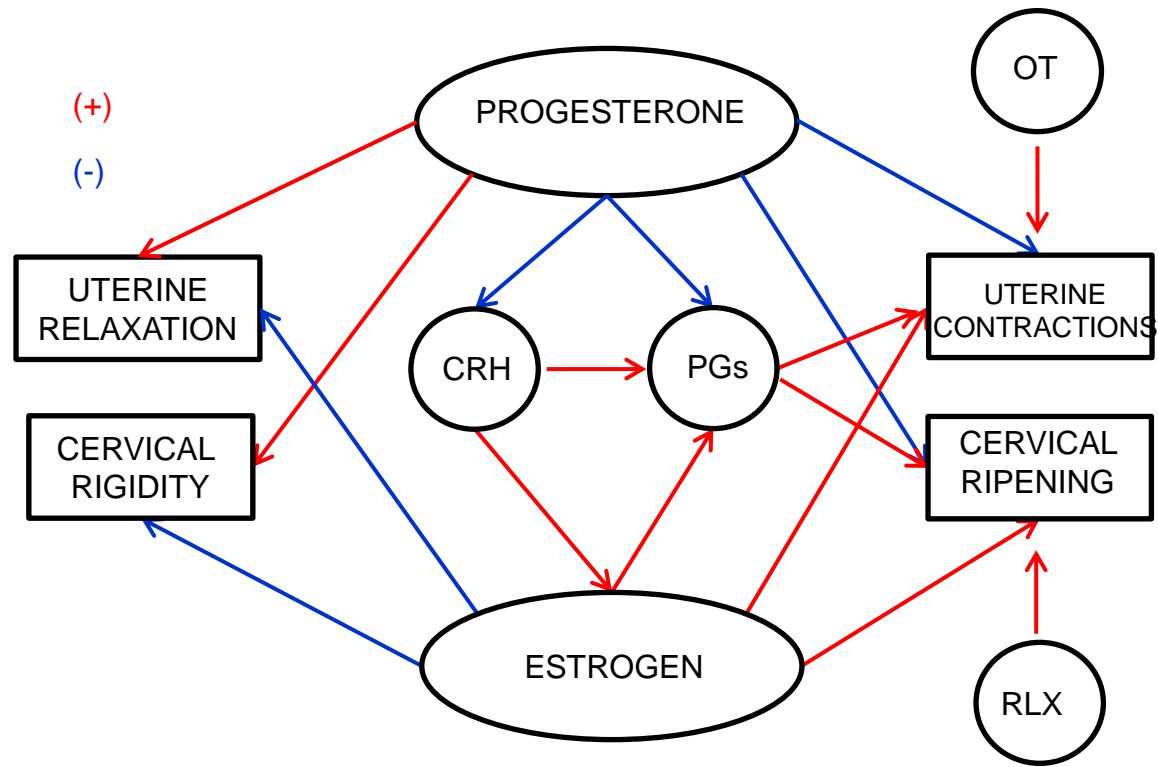 OT
PROGESTERONE
(+)
(-)
UTERINE
RELAXATION
UTERINE
CONTRACTIONS
CRH
PGs
CERVICAL
RIGIDITY
CERVICAL
RIPENING
ESTROGEN
RLX